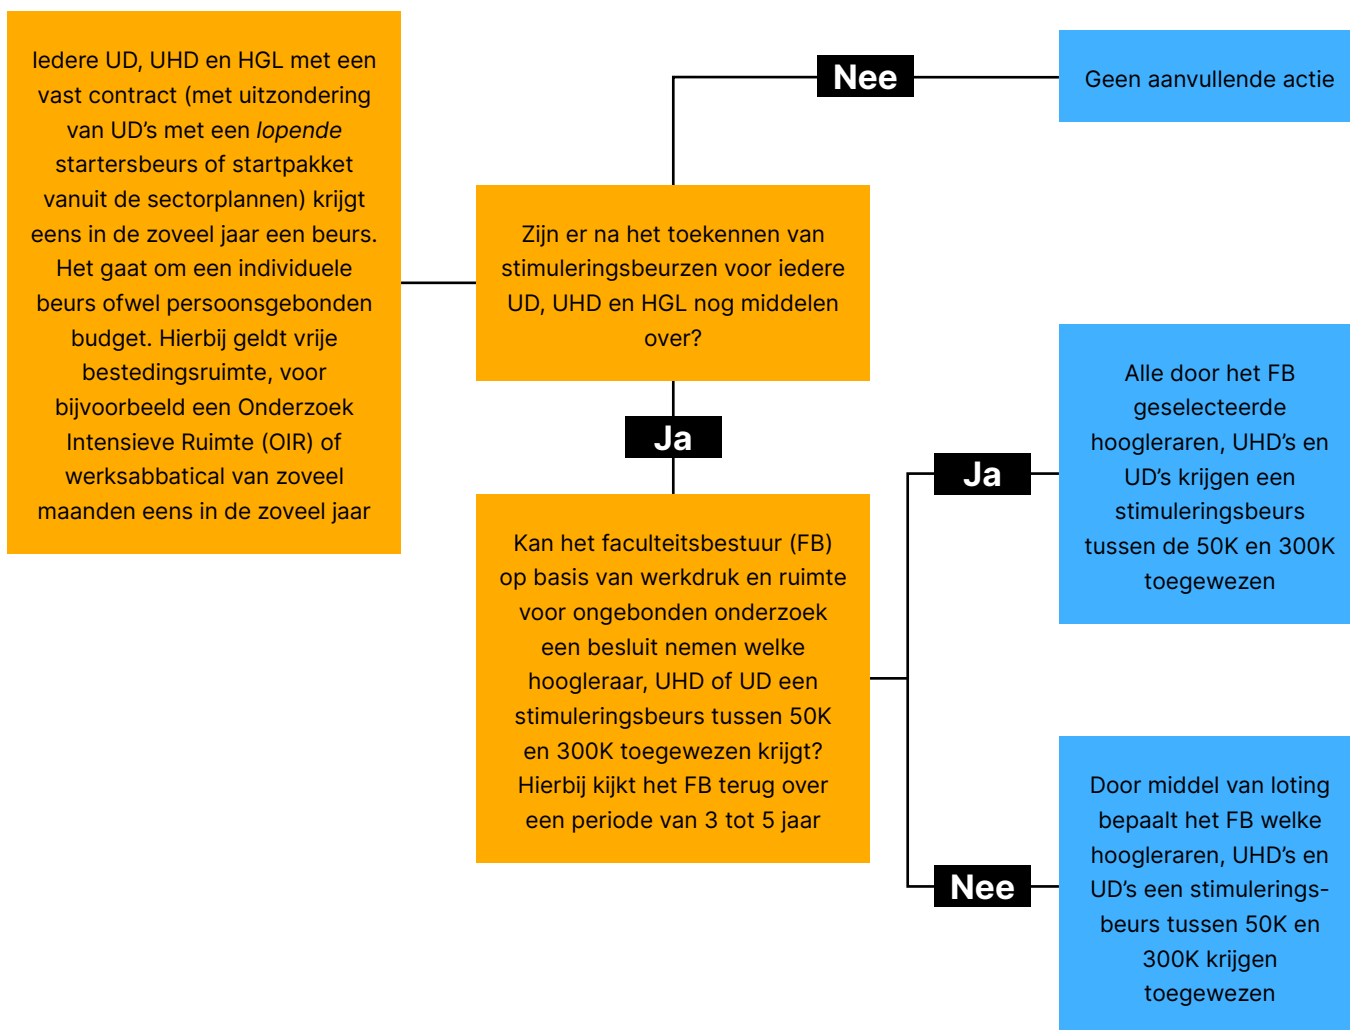 Iedere UD, UHD en HGL met een
vast contract (met uitzondering
van UD’s met een lopende
startersbeurs of startpakket
vanuit de sectorplannen) krijgt
eens in de zoveel jaar een beurs.
Het gaat om een individuele
beurs ofwel persoonsgebonden
budget. Hierbij geldt vrije
bestedingsruimte, voor
bijvoorbeeld een Onderzoek
Intensieve Ruimte (OIR) of
werksabbatical van zoveel
maanden eens in de zoveel jaar
Zijn er na het toekennen van
stimuleringsbeurzen voor iedere
UD, UHD en HGL nog middelen
over?
Nee
Geen aanvullende actie
Ja
Kan het faculteitsbestuur (FB)
op basis van werkdruk en ruimte
voor ongebonden onderzoek
een besluit nemen welke
hoogleraar, UHD of UD een
stimuleringsbeurs tussen 50K
en 300K toegewezen krijgt?
Hierbij kijkt het FB terug over
een periode van 3 tot 5 jaar
Ja
Alle door het FB
geselecteerde
hoogleraren, UHD’s en
UD’s krijgen een
stimuleringsbeurs
tussen de 50K en 300K
toegewezen
Nee
Door middel van loting
bepaalt het FB welke
hoogleraren, UHD’s en
UD’s een stimulerings-
beurs tussen 50K en
300K krijgen
toegewezen